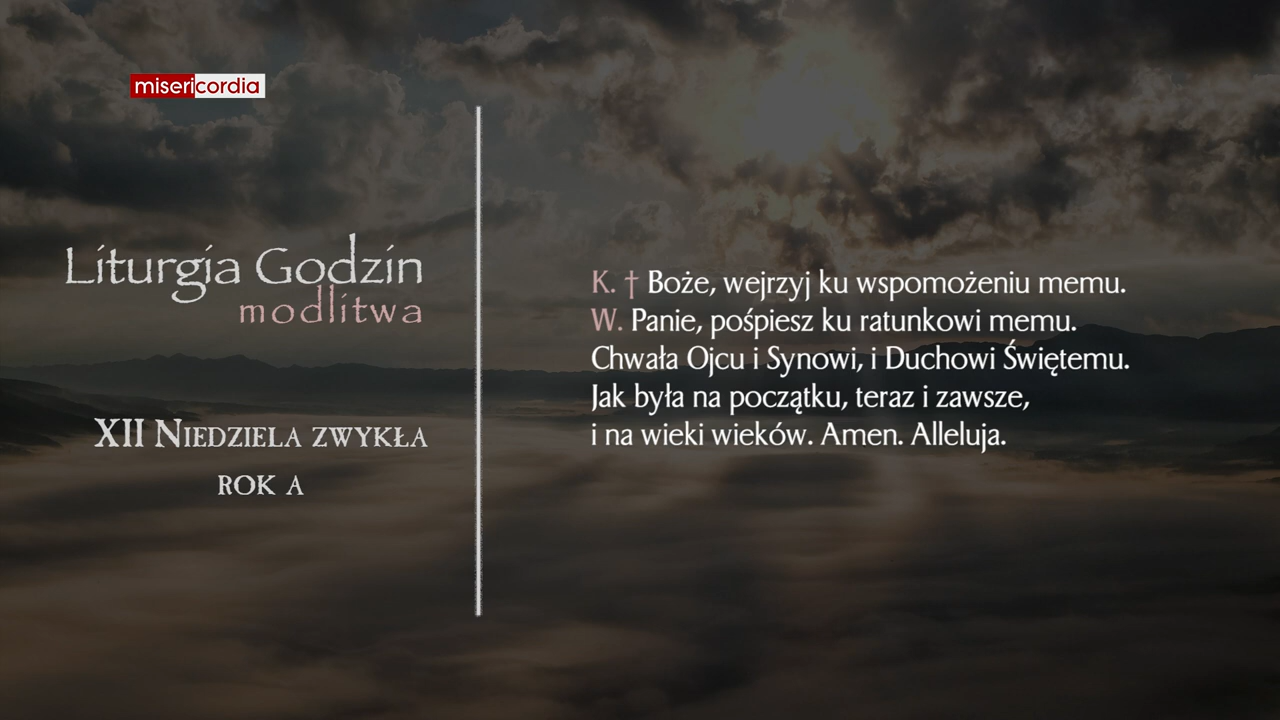 misericordia
Liturgia Godzin
modlitwa
XII Niedziela zwykła
rok A
K. † Boże, wejrzyj ku wspomożeniu memu.
W. Panie, pośpiesz ku ratunkowi memu.
Chwała Ojcu i Synowi, i Duchowi Świętemu.
Jak była na początku, teraz i zawsze,
i na wieki wieków. Amen. Alleluja.